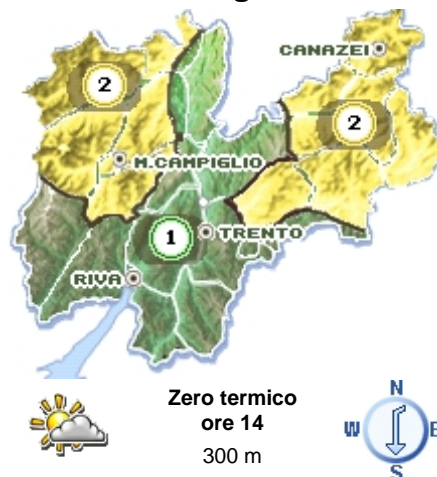 CANAZEI
2
2
M.CAMPIGLIO
1
TRENTO
RIVA
Zero termico
ore 14
300 m
N
W
E
S